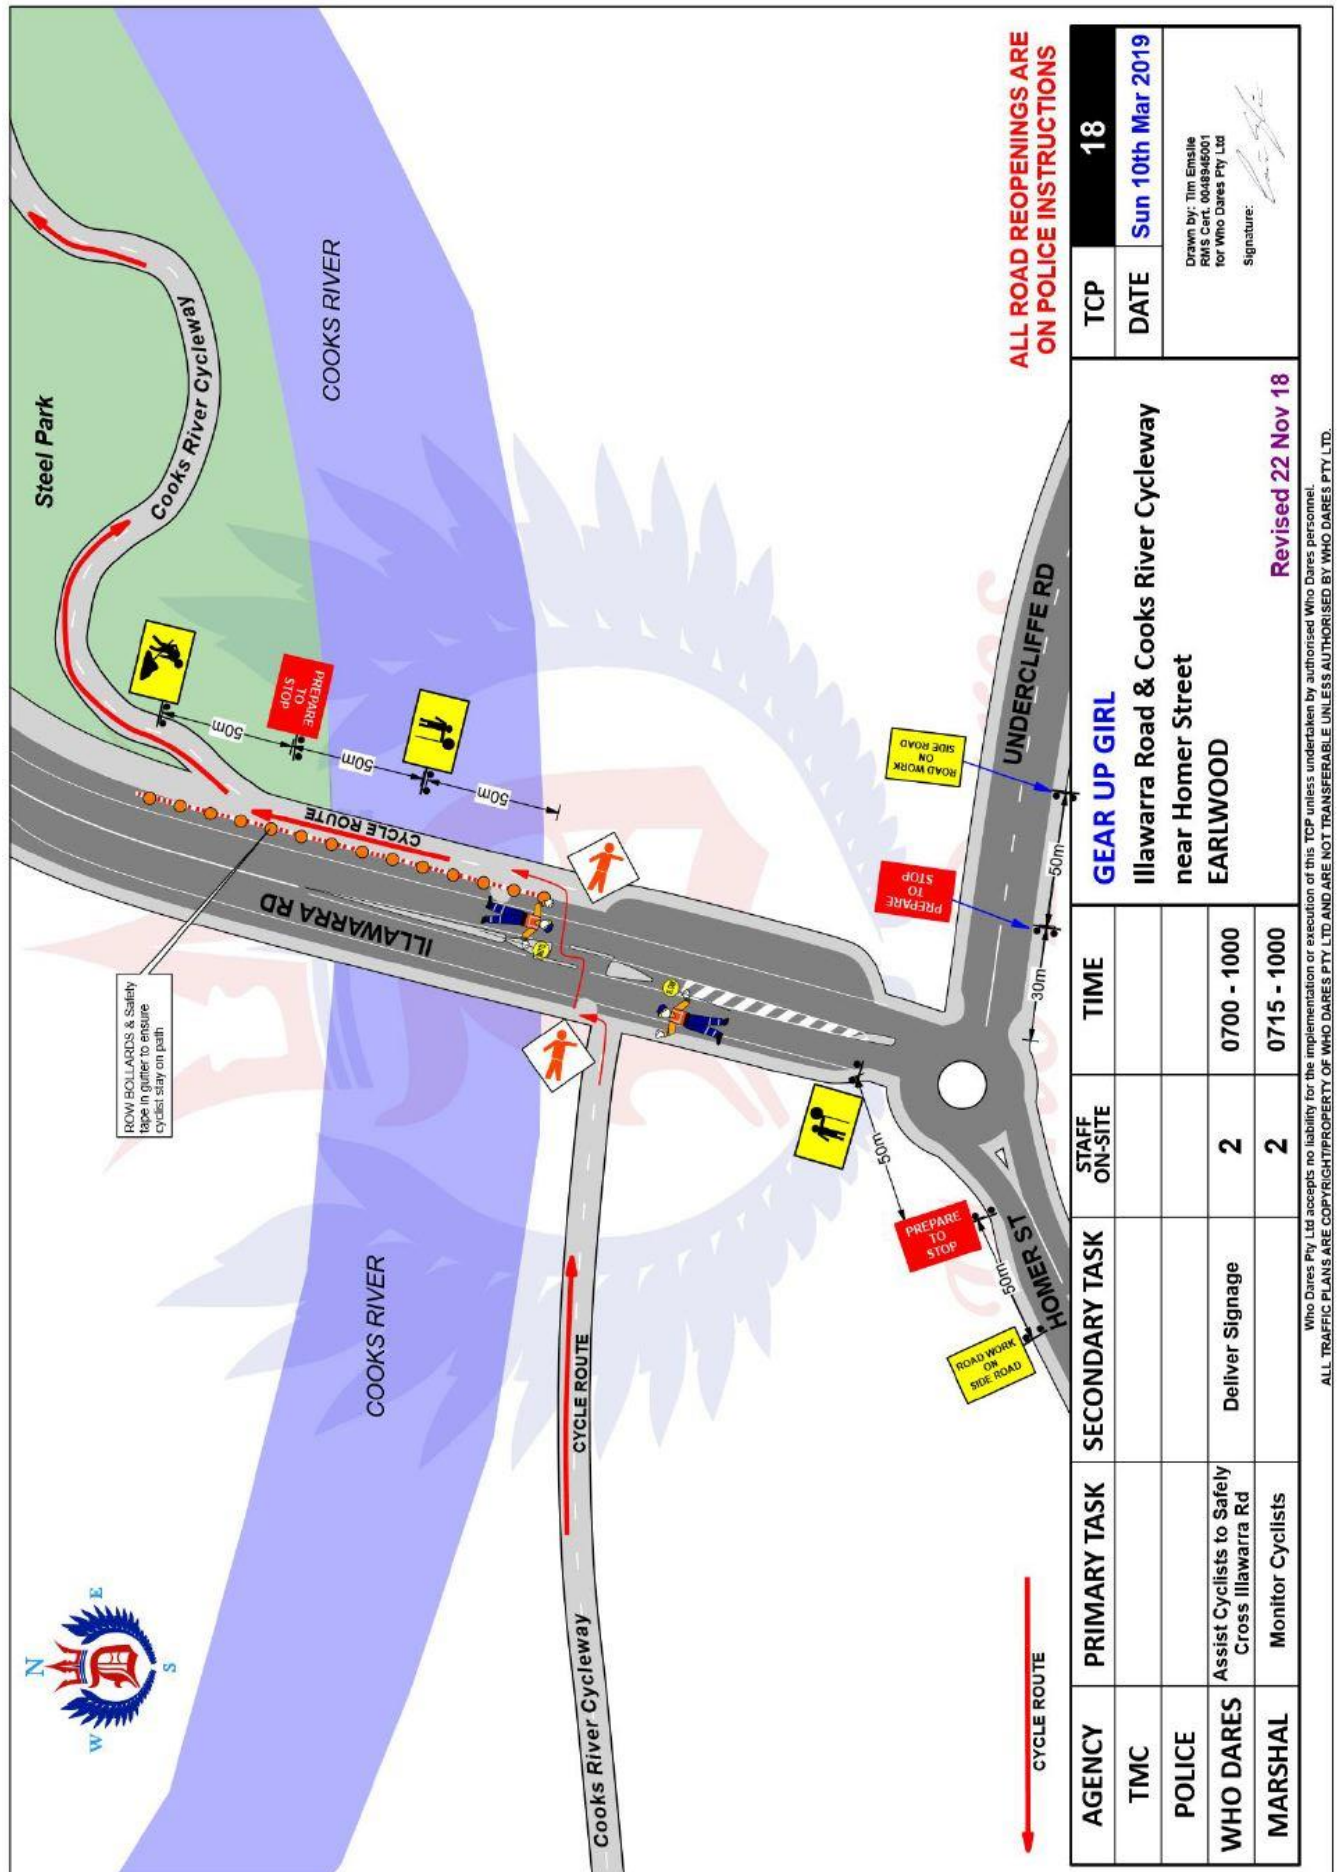 N
W
E
S
ROW BOLLARDS & Safety
tape in gutter to ensure
cyclist stay on path
Steel Park
Cooks River Cycleway
COOKS RIVER
COOKS RIVER
ILLAWARRA RD
CYCLE ROUTE
50m
50m
50m
PREPARE
TO
STOP
Cooks River Cycleway
CYCLE ROUTE
50m
PREPARE
TO
STOP
50m
ROAD WORK
ON
SIDE ROAD
HOMER ST
30m
50m
PREPARE
TO
STOP
ROAD WORK
ON
SIDE ROAD
UNDERCLIFFE RD
CYCLE ROUTE
ALL ROAD REOPENINGS ARE
ON POLICE INSTRUCTIONS
AGENCY PRIMARY TASK SECONDARY TASK STAFF ON-SITE TIME
TMC
POLICE
WHO DARES Assist Cyclists to Safely Cross Illawarra Rd Deliver Signage 2 0700 - 1000
MARSHAL Monitor Cyclists 2 0715 - 1000
GEAR UP GIRL
Illawarra Road & Cooks River Cycleway
near Homer Street
EARLWOOD
Revised 22 Nov 18
TCP 18
DATE Sun 10th Mar 2019
Drawn by: Tim Emslie
RMS Cert. 0048945001
for Who Dares Pty Ltd
Signature:
Who Dares Pty Ltd accepts no liability for the implementation or execution of this TCP unless undertaken by authorised Who Dares personnel.
ALL TRAFFIC PLANS ARE COPYRIGHT/PROPERTY OF WHO DARES PTY LTD AND ARE NOT TRANSFERABLE UNLESS AUTHORISED BY WHO DARES PTY LTD.